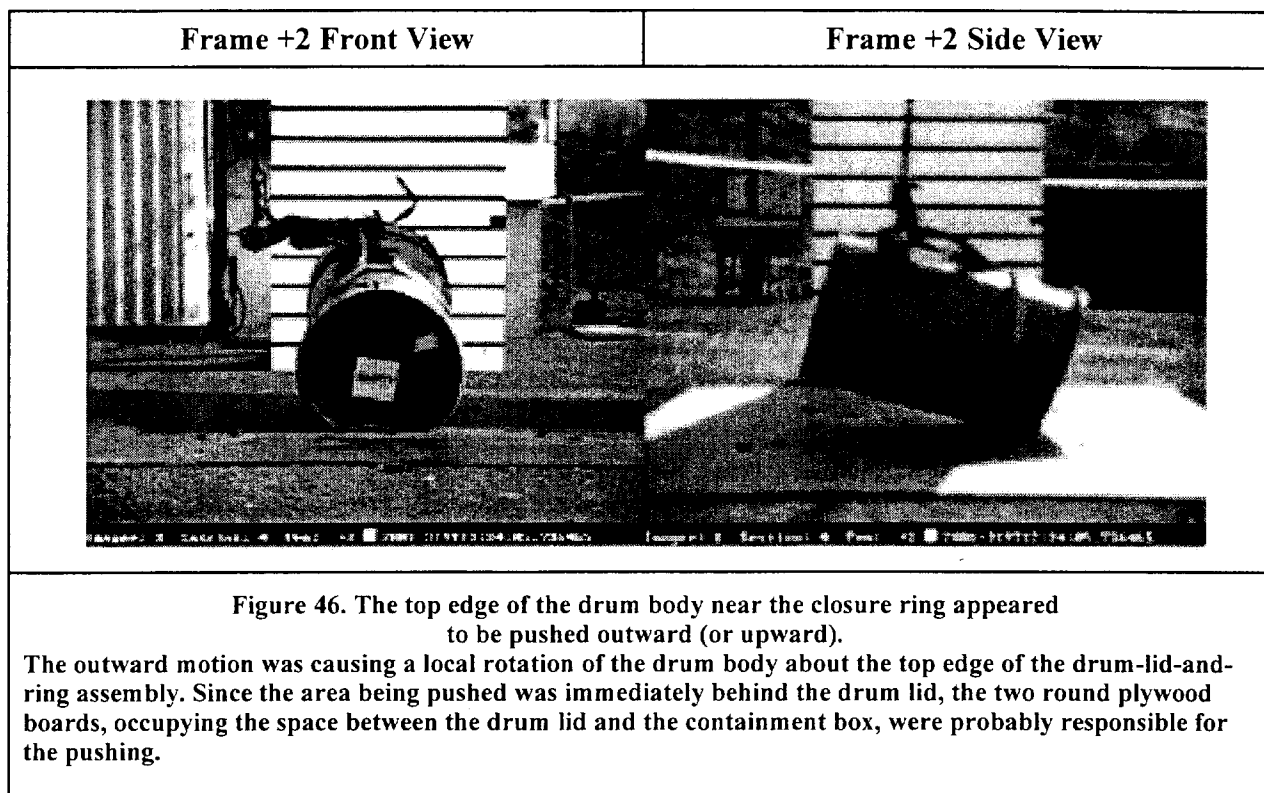 Frame +2 Front View
Frame +2 Side View
Figure 46. The top edge of the drum body near the closure ring appeared
to be pushed outward (or upward).
The outward motion was causing a local rotation of the drum body about the top edge of the drum-lid-and-
ring assembly. Since the area being pushed was immediately behind the drum lid, the two round plywood
boards, occupying the space between the drum lid and the containment box, were probably responsible for
the pushing.